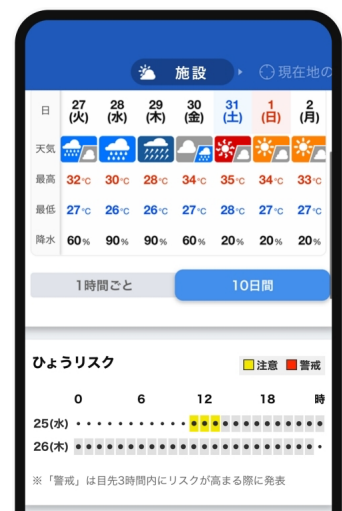 施設 現在地の
日 27 28 29 30 31 1 2
(火) (水) (木) (金) (土) (日) (月)
天気
最高 32℃ 30℃ 28℃ 34℃ 35℃ 34℃ 33℃
最低 27℃ 26℃ 26℃ 27℃ 28℃ 27℃ 27℃
降水 60% 90% 90% 60% 20% 20% 20%
1時間ごと 10日間
ひょうリスク 注意 警戒
0 6 12 18 時
25(水)
26(木)
※「警戒」は目先3時間内にリスクが高まる際に発表